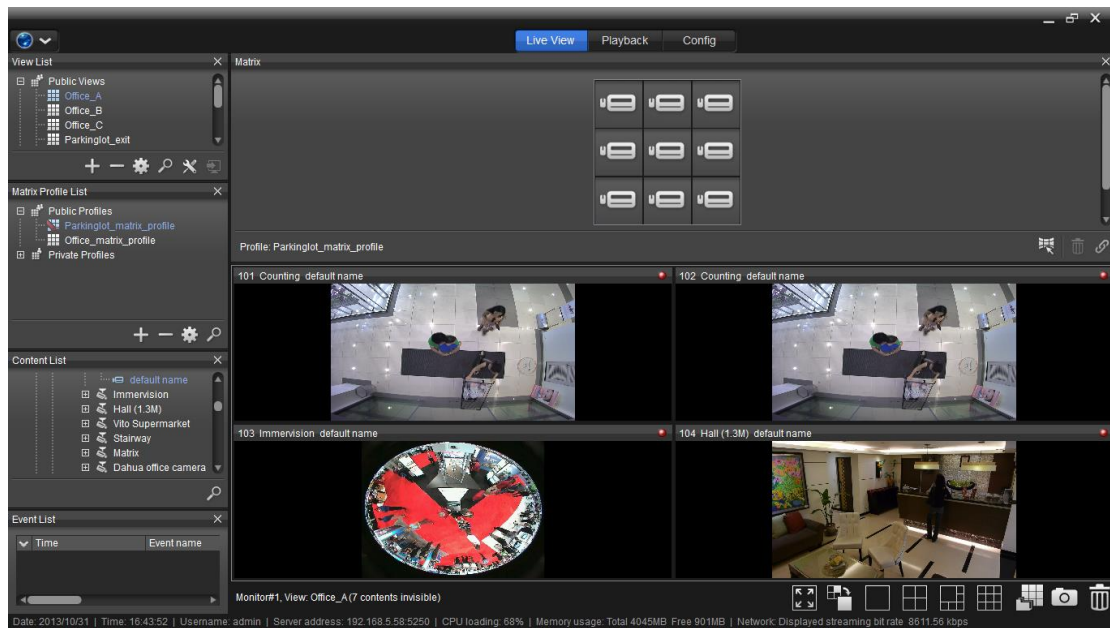 Live View Playback Config
View List
Public Views
Office_A
Office_B
Office_C
Parkinglot_exit
Matrix Profile List
Public Profiles
Parkinglot_matrix_profile
Office_matrix_profile
Private Profiles
Content List
default name
Immervision
Hall (1.3M)
Vito Supermarket
Stairway
Matrix
Dahua office camera
Event List
Time Event name
Matrix
Profile: Parkinglot_matrix_profile
101 Counting default name
102 Counting default name
103 Immervision default name
104 Hall (1.3M) default name
Monitor#1, View: Office_A (7 contents invisible)
Date: 2013/10/31 | Time: 16:43:52 | Username: admin | Server address: 192.168.5.58:5250 | CPU loading: 68% | Memory usage: Total 4045MB Free 901MB | Network: Displayed streaming bit rate 8611.56 kbps